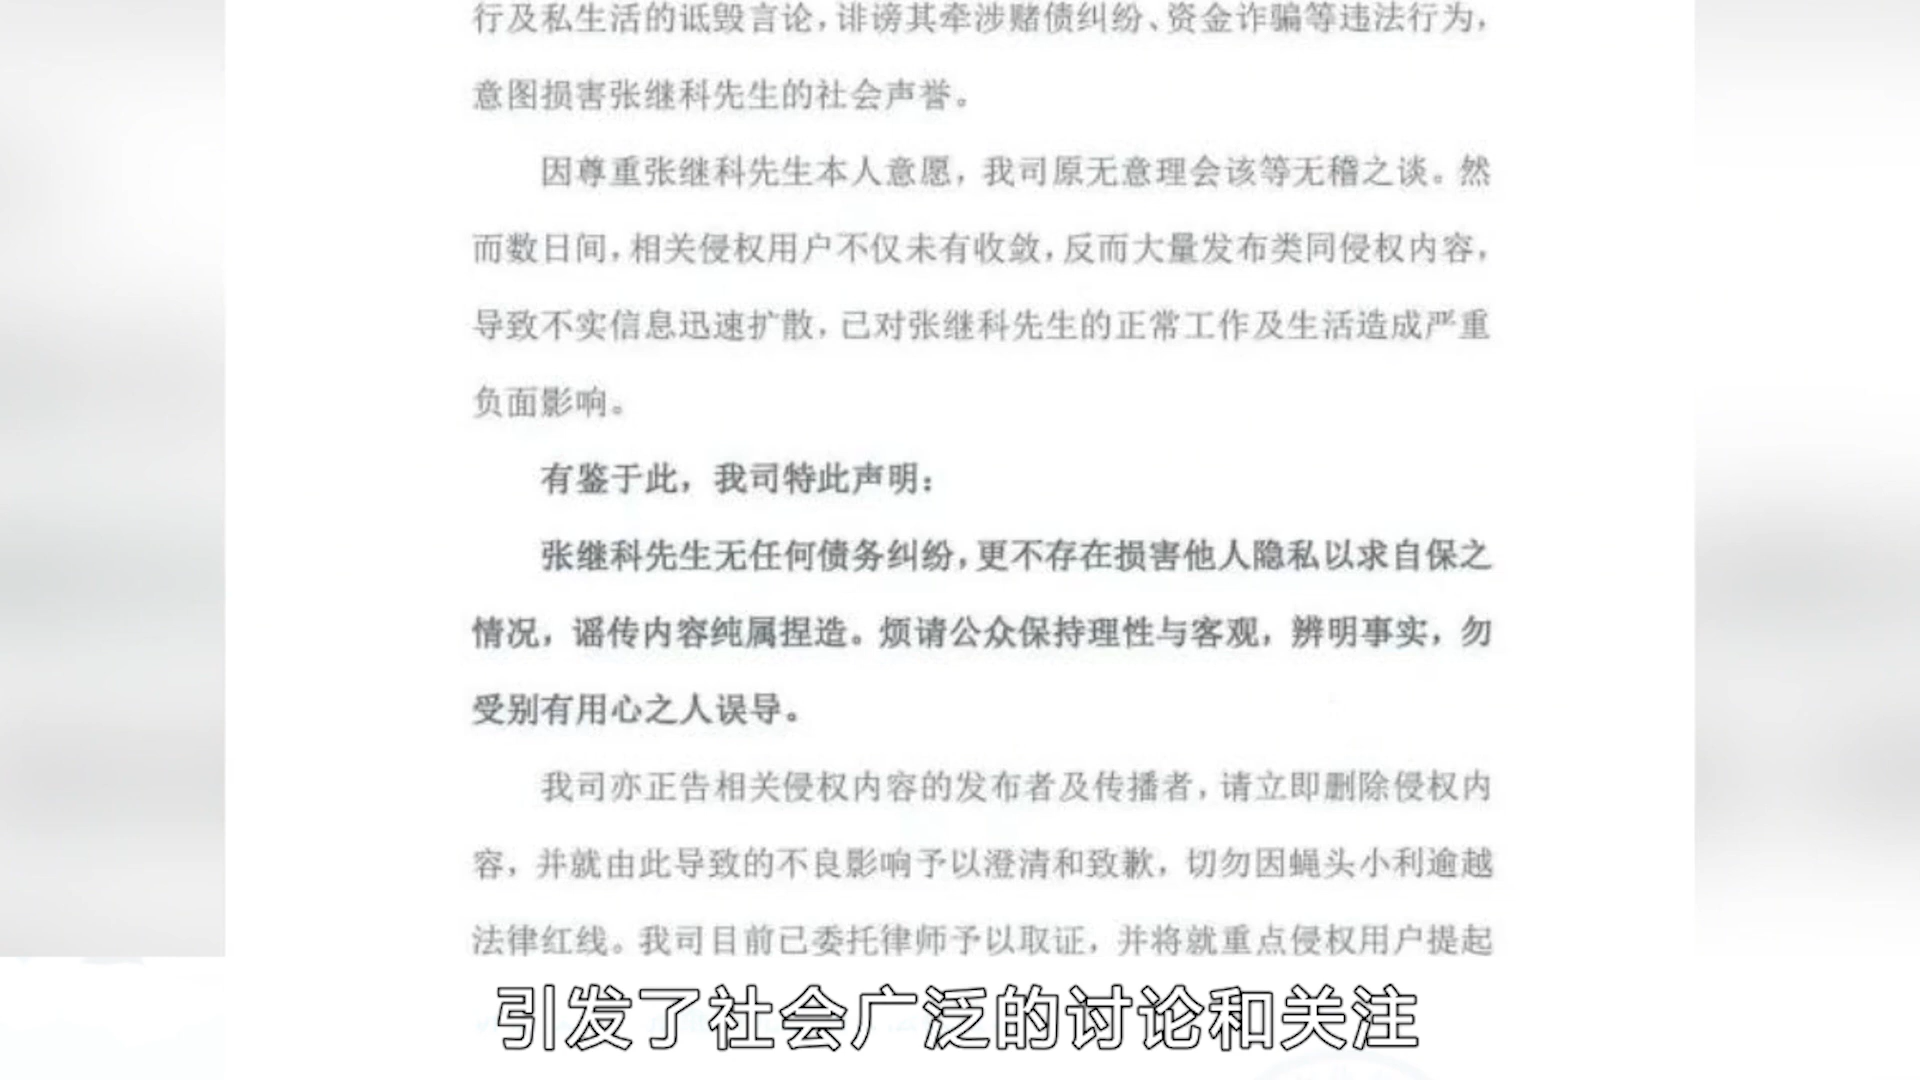 行及私生活的诋毁言论，诽谤其牵涉赌债纠纷、资金诈骗等违法行为，
意图损害张继科先生的社会声誉。
因尊重张继科先生本人意愿，我司原无意理会该等无稽之谈。然
而数日间，相关侵权用户不仅未有收敛，反而大量发布类同侵权内容，
导致不实信息迅速扩散，已对张继科先生的正常工作及生活造成严重
负面影响。
有鉴于此，我司特此声明：
张继科先生无任何债务纠纷，更不存在损害他人隐私以求自保之
情况，谣传内容纯属捏造。烦请公众保持理性与客观，辨明事实，勿
受别有用心之人误导。
我司亦正告相关侵权内容的发布者及传播者，请立即删除侵权内
容，并就由此导致的不良影响予以澄清和致歉，切勿因蝇头小利逾越
法律红线。我司目前已委托律师予以取证，并将就重点侵权用户提起
引发了社会广泛的讨论和关注